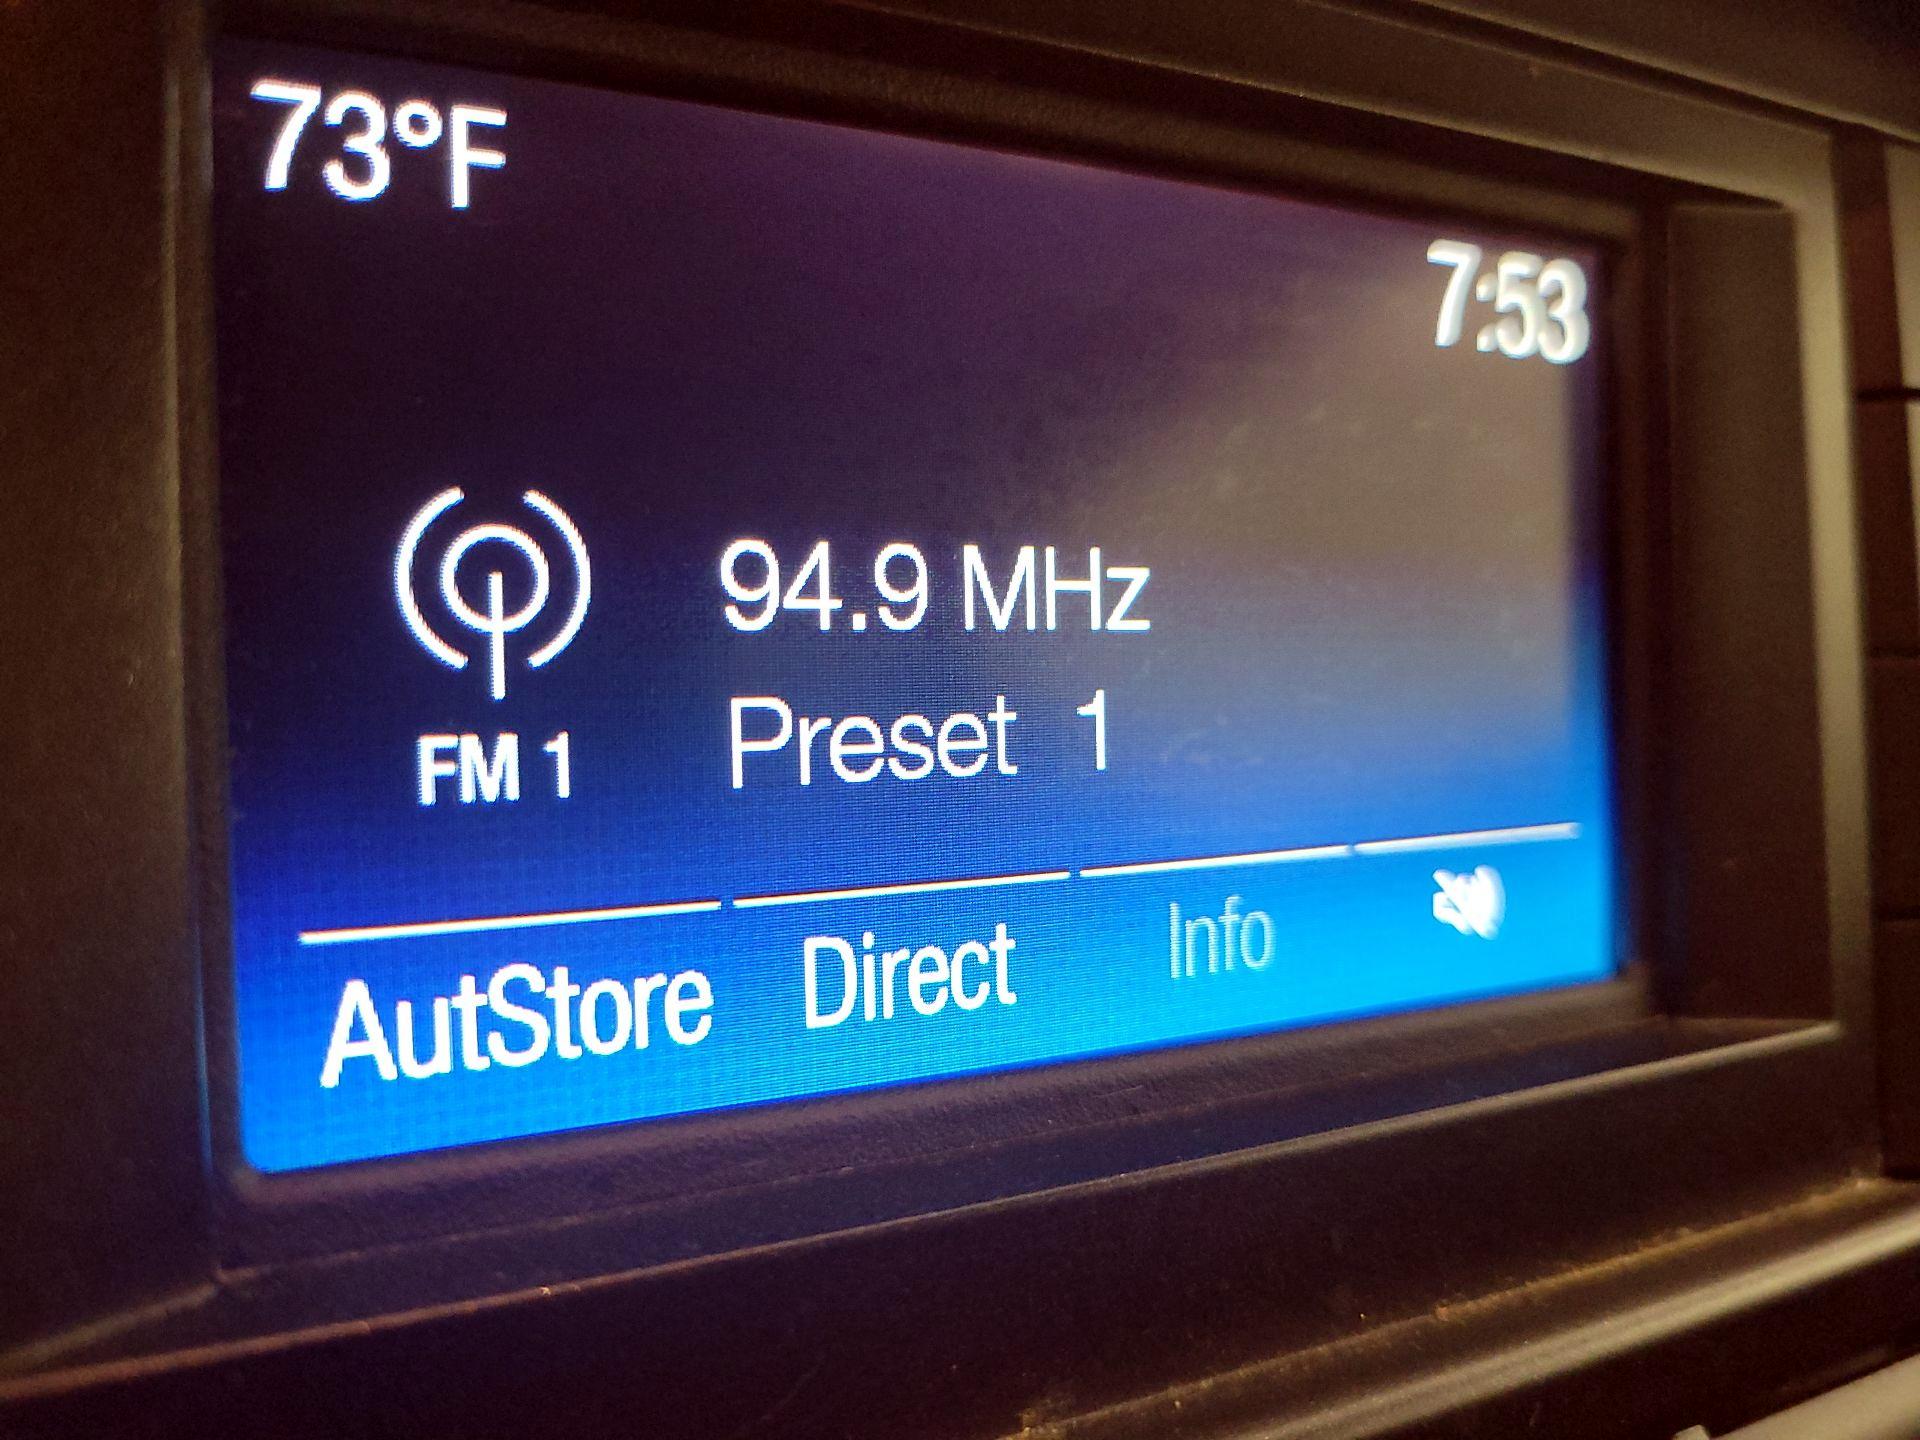 73°F
7:53
94.9 MHz
FM 1
Preset 1
AutStore
Direct
Info